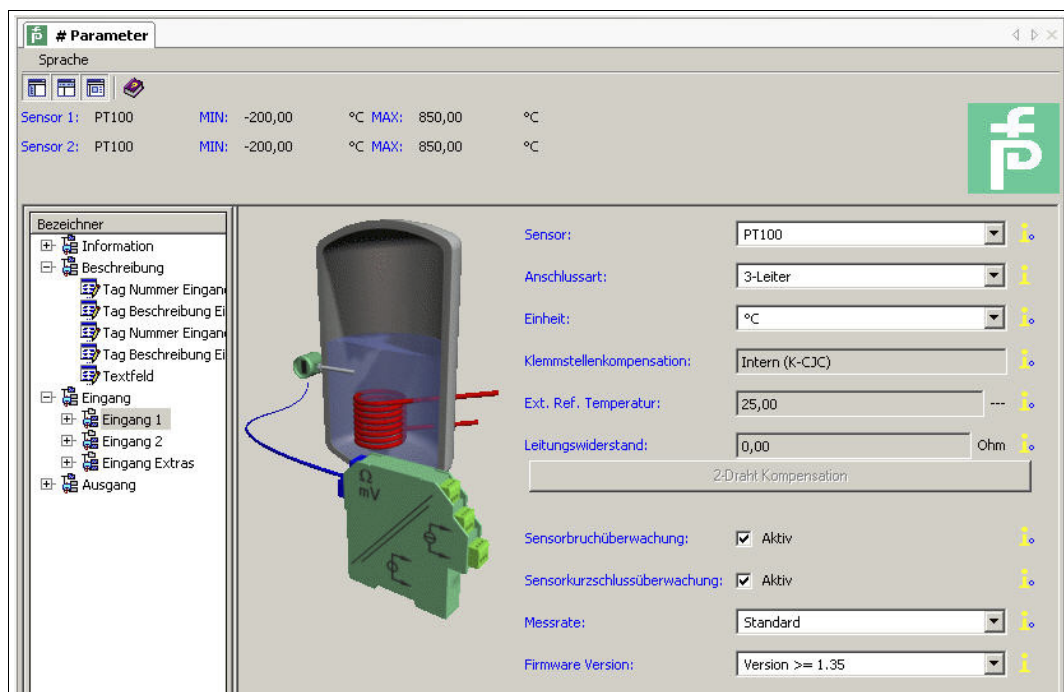 # Parameter
Sprache
Sensor 1: PT100 MIN: -200,00 °C MAX: 850,00 °C
Sensor 2: PT100 MIN: -200,00 °C MAX: 850,00 °C
Bezeichner
Information
Beschreibung
Tag Nummer Eingan
Tag Beschreibung Ei
Tag Nummer Eingan
Tag Beschreibung Ei
Textfeld
Eingang
Eingang 1
Eingang 2
Eingang Extras
Ausgang
Ω
mV
Sensor: PT100
Anschlussart: 3-Leiter
Einheit: °C
Klemmstellenkompensation: Intern (K-CJC)
Ext. Ref. Temperatur: 25,00 ---
Leitungswiderstand: 0,00 Ohm
2-Draht Kompensation
Sensorbruchüberwachung: Aktiv
Sensorkurzschlussüberwachung: Aktiv
Messrate: Standard
Firmware Version: Version >= 1.35